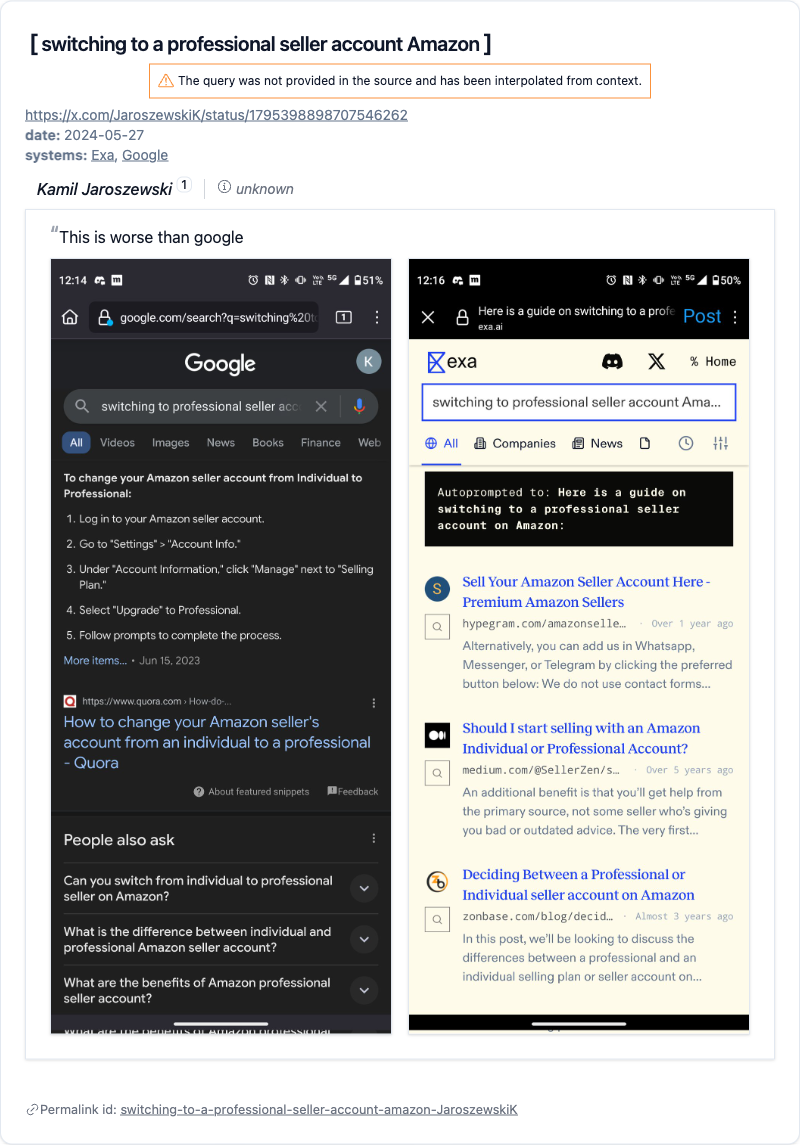 [ switching to a professional seller account Amazon ]
The query was not provided in the source and has been interpolated from context.
https://x.com/JaroszewskiK/status/1795398898707546262
date: 2024-05-27
systems: Exa, Google
Kamil Jaroszewski 1 unknown
“This is worse than google
12:14 m VoWi LTE 5G 51%
google.com/search?q=switching%20to 1
Google K
switching to professional seller acc
All Videos Images News Books Finance Web
To change your Amazon seller account from Individual to
Professional:
1. Log in to your Amazon seller account.
2. Go to "Settings" > "Account Info."
3. Under "Account Information," click "Manage" next to "Selling
Plan."
4. Select "Upgrade" to Professional.
5. Follow prompts to complete the process.
More items... • Jun 15, 2023
https://www.quora.com › How-do-...
How to change your Amazon seller's
account from an individual to a professional
- Quora
About featured snippets Feedback
People also ask
Can you switch from individual to professional
seller on Amazon?
What is the difference between individual and
professional Amazon seller account?
What are the benefits of Amazon professional
seller account?
What are the benefits of Amazon professional
12:16 m LTE 5G 50%
Here is a guide on switching to a profe
exa.ai
Post
exa % Home
switching to professional seller account Ama...
All Companies News
Autoprompted to: Here is a guide on
switching to a professional seller
account on Amazon:
S
Sell Your Amazon Seller Account Here -
Premium Amazon Sellers
hypegram.com/amazonselle… · Over 1 year ago
Alternatively, you can add us in Whatsapp,
Messenger, or Telegram by clicking the preferred
button below: We do not use contact forms...
Should I start selling with an Amazon
Individual or Professional Account?
medium.com/@SellerZen/s… · Over 5 years ago
An additional benefit is that you'll get help from
the primary source, not some seller who's giving
you bad or outdated advice. The very first...
Deciding Between a Professional or
Individual seller account on Amazon
zonbase.com/blog/decid… · Almost 3 years ago
In this post, we'll be looking to discuss the
differences between a professional and an
individual selling plan or seller account on...
Permalink id: switching-to-a-professional-seller-account-amazon-JaroszewskiK